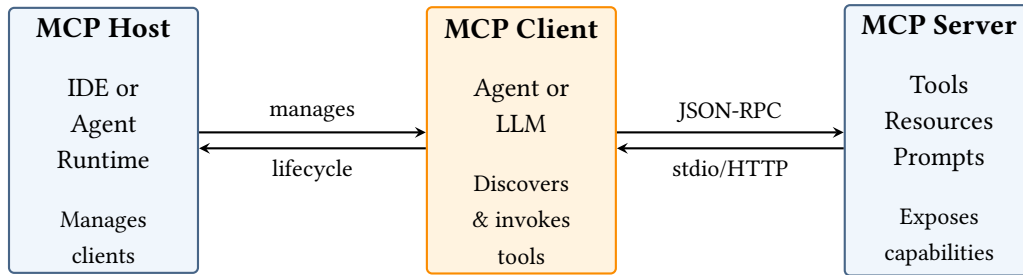 MCP Host
IDE or
Agent
Runtime
Manages
clients
manages
lifecycle
MCP Client
Agent or
LLM
Discovers
& invokes
tools
JSON-RPC
stdio/HTTP
MCP Server
Tools
Resources
Prompts
Exposes
capabilities